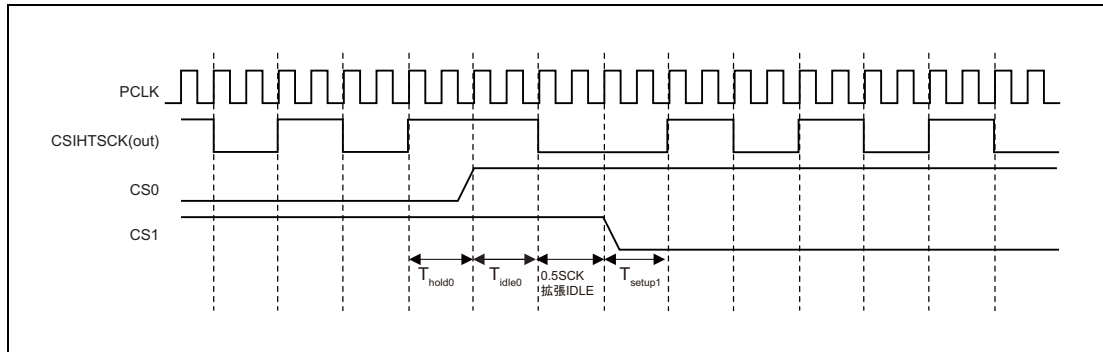 PCLK
CSIHTSCK(out)
CS0
CS1
Thold0
Tidle0
0.5SCK
拡張IDLE
Tsetup1